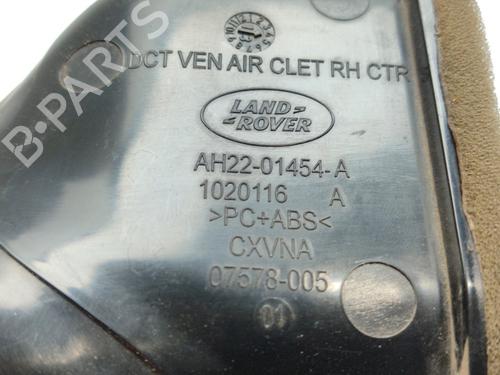 DCT VEN AIR CLET RH CTR
LAND
ROVER
AH22-01454-A
1020116 A
>PC+ABS<
CXVNA
07578-005
01
B-PARTS